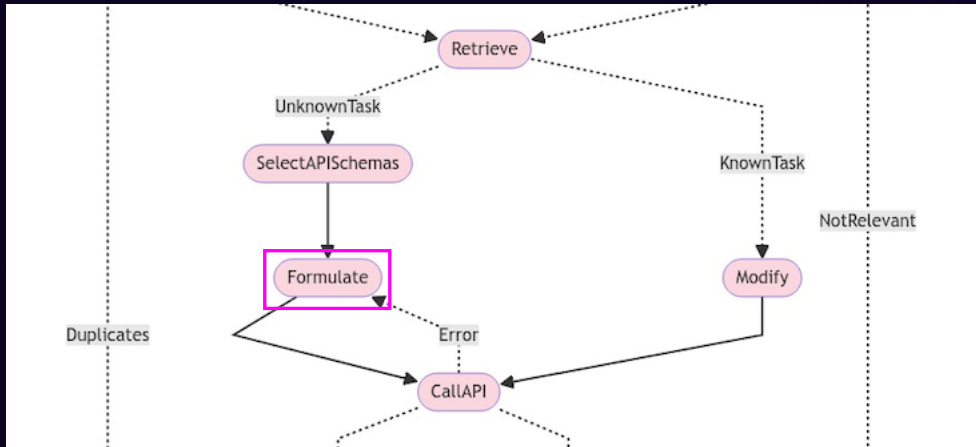 Retrieve
UnknownTask
SelectAPISchemas
KnownTask
NotRelevant
Formulate
Modify
Duplicates
Error
CallAPI